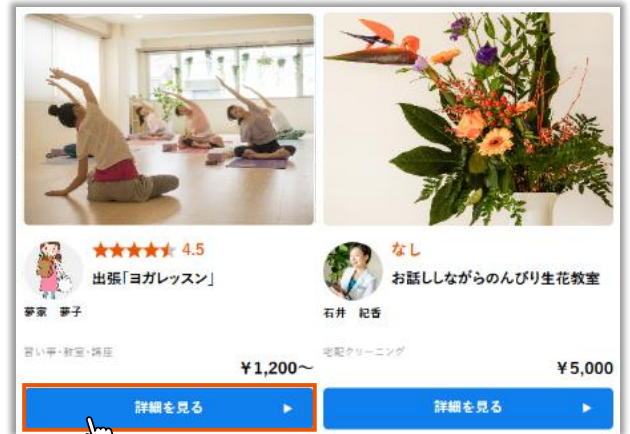 ★★★★★ 4.5
出張「ヨガレッスン」
夢家 夢子
習い事・教室・講座
¥1,200～
詳細を見る ▶
なし
お話ししながらのんびり生花教室
石井 紀香
宅配クリーニング
¥5,000
詳細を見る ▶